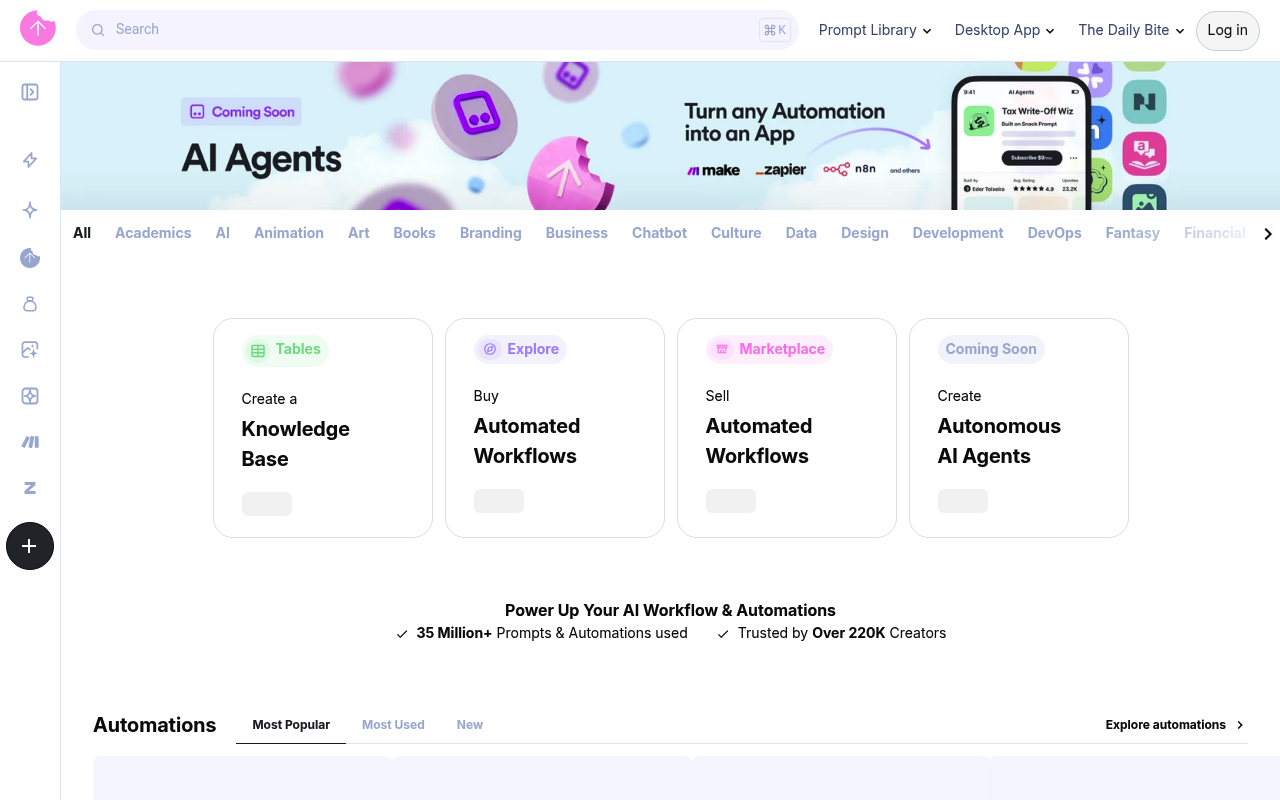 Search
⌘K
Prompt Library
Desktop App
The Daily Bite
Log in
Coming Soon
AI Agents
Turn any Automation
into an App
make
zapier
n8n
and others
9:41
AI Agents
Tax Write-Off Wiz
Built on Snack Prompt
Subscribe $9/mo
Built by
Eder Teixeira
Avg. Rating
4.9
Upvotes
23.2K
All
Academics
AI
Animation
Art
Books
Branding
Business
Chatbot
Culture
Data
Design
Development
DevOps
Fantasy
Financial
Tables
Create a
Knowledge
Base
Explore
Buy
Automated
Workflows
Marketplace
Sell
Automated
Workflows
Coming Soon
Create
Autonomous
AI Agents
Power Up Your AI Workflow & Automations
35 Million+ Prompts & Automations used
Trusted by Over 220K Creators
Automations
Most Popular
Most Used
New
Explore automations